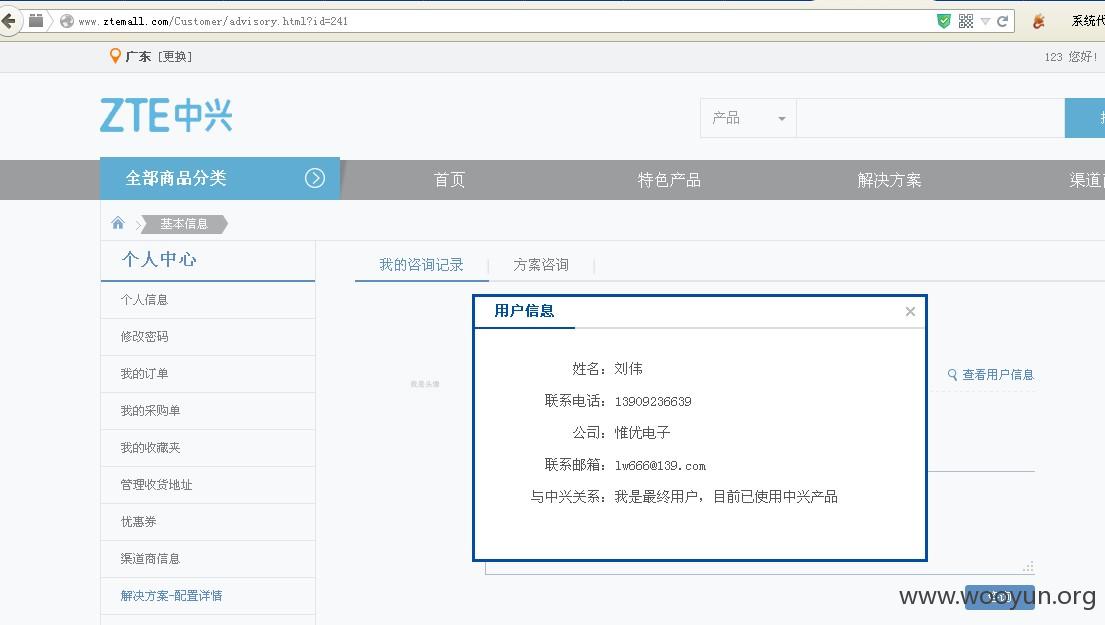 www.ztemall.com/Customer/advisory.html?id=241
系统代
广东 [更换]
123 您好!
ZTE中兴
产品
全部商品分类
首页
特色产品
解决方案
渠道商
基本信息
个人中心
我的咨询记录
方案咨询
个人信息
修改密码
我的订单
我的采购单
我的收藏夹
管理收货地址
优惠券
渠道商信息
解决方案-配置详情
用户信息
×
姓名: 刘伟
联系电话: 13909236639
公司: 惟优电子
联系邮箱: lw666@139.com
与中兴关系: 我是最终用户, 目前已使用中兴产品
我是头像
查看用户信息
www.wooyun.org